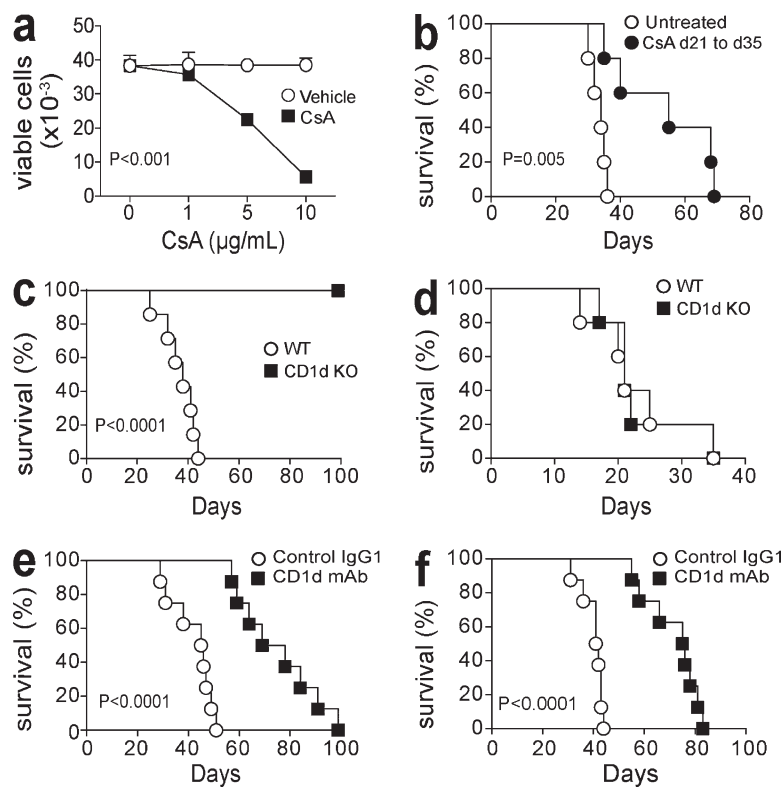 a
viable cells
(x10-3)
50
40
30
20
10
0
Vehicle
CsA
P<0.001
0 1 5 10
CsA (µg/mL)
b
survival (%)
100
80
60
40
20
0
Untreated
CsA d21 to d35
P=0.005
0 20 40 60 80
Days
c
survival (%)
100
80
60
40
20
0
WT
CD1d KO
P<0.0001
0 20 40 60 80 100
Days
d
survival (%)
100
80
60
40
20
0
WT
CD1d KO
0 10 20 30 40
Days
e
survival (%)
100
80
60
40
20
0
Control IgG1
CD1d mAb
P<0.0001
0 20 40 60 80 100
Days
f
survival (%)
100
80
60
40
20
0
Control IgG1
CD1d mAb
P<0.0001
0 20 40 60 80 100
Days